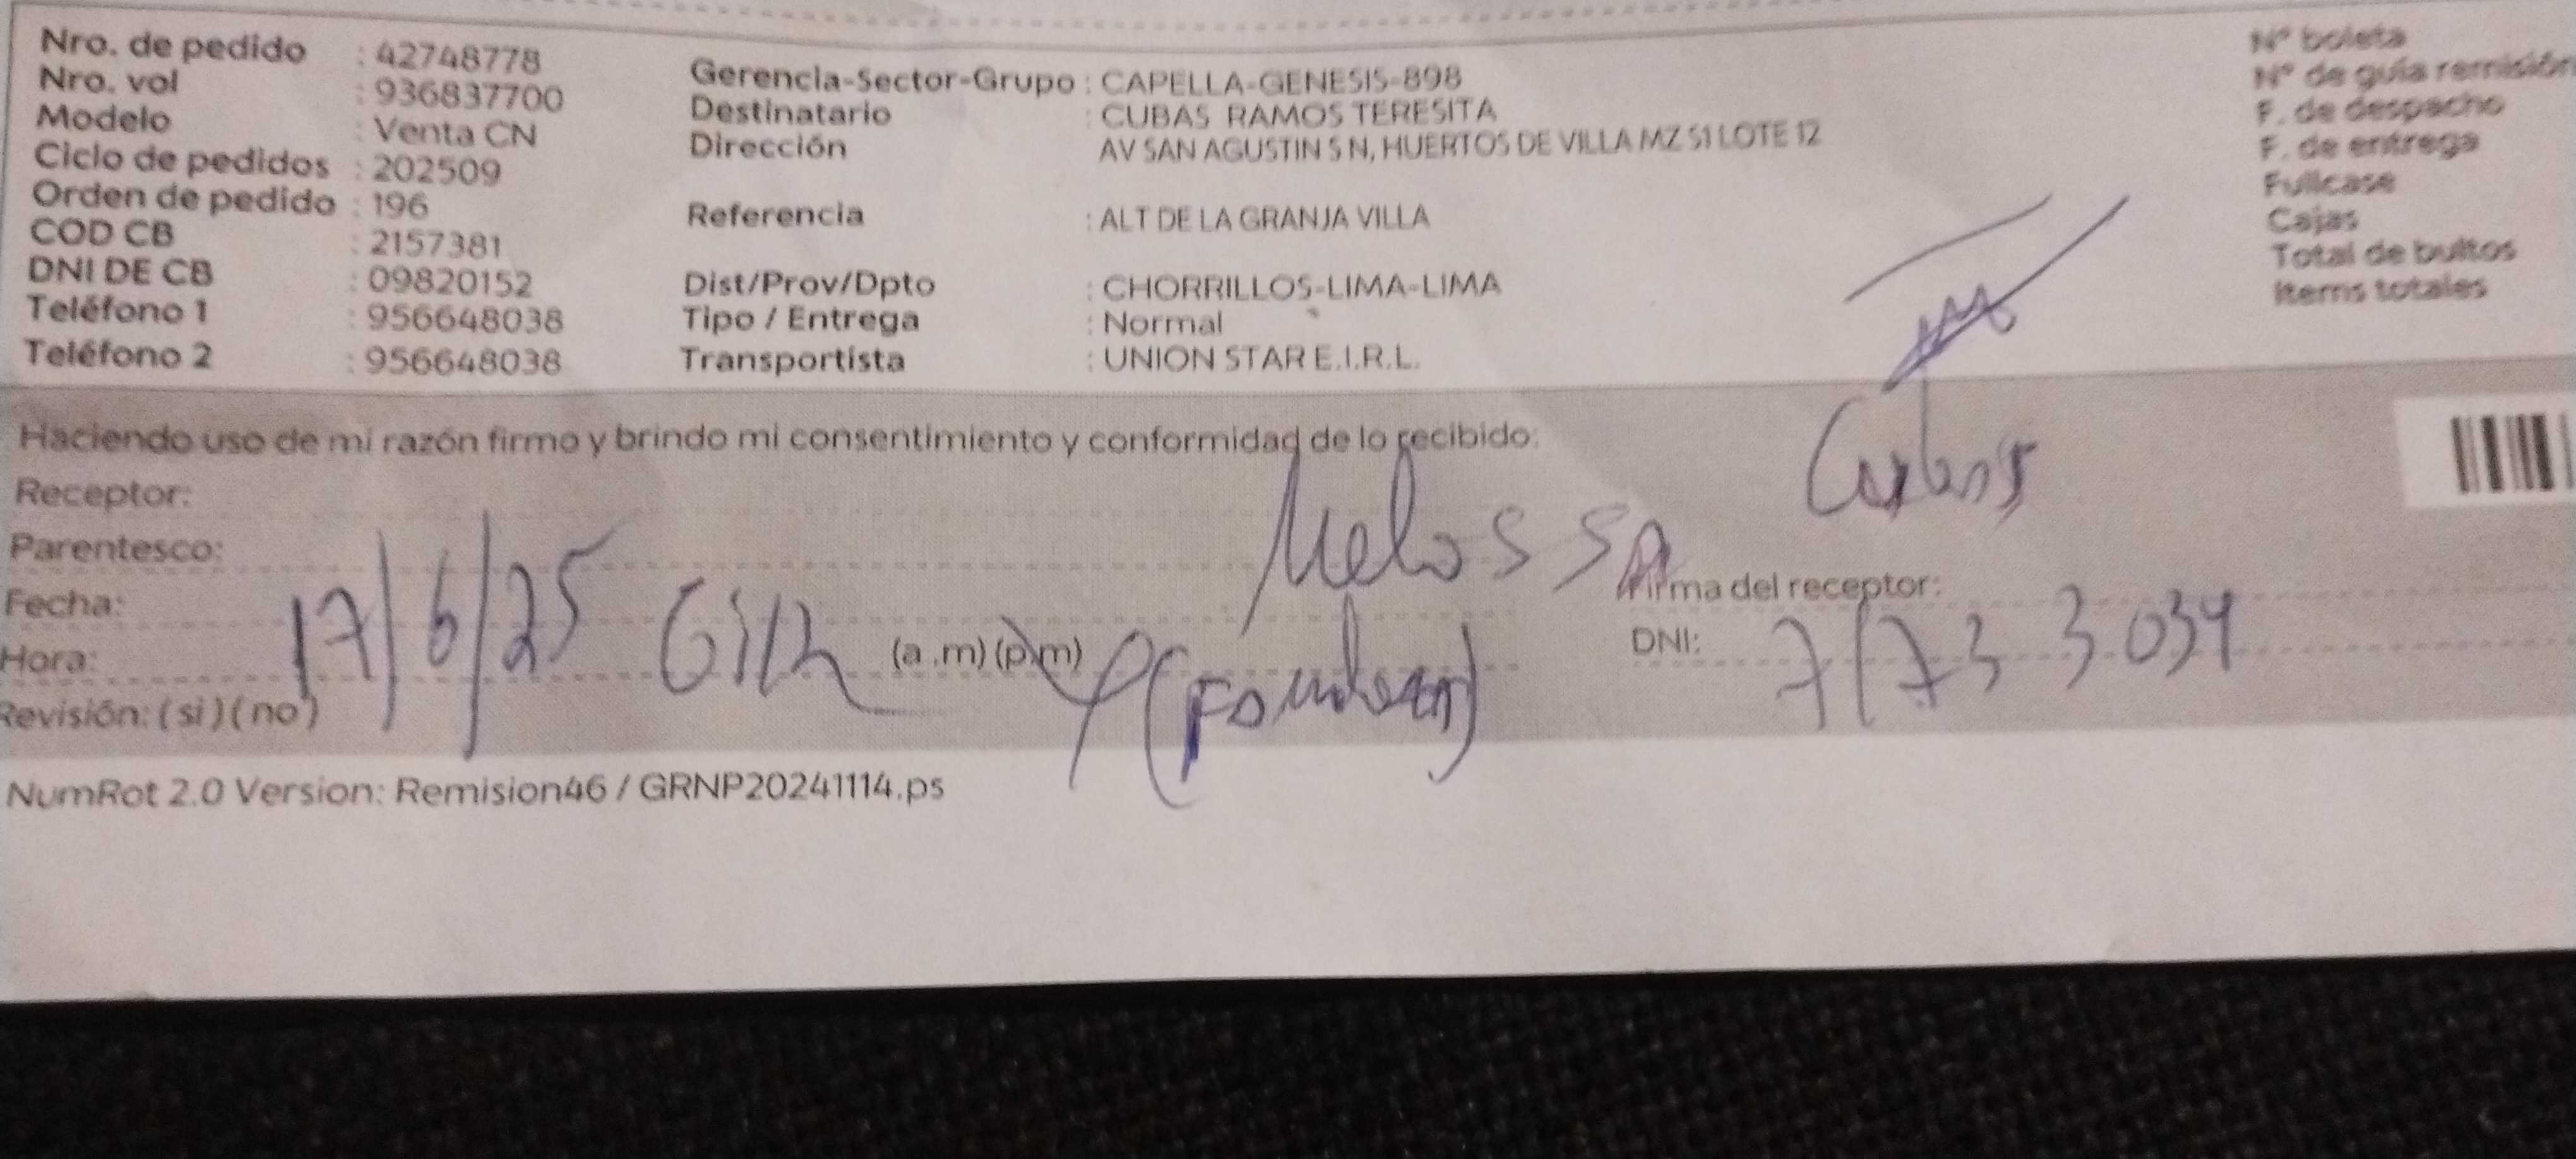 Nro. de pedido : 42748778
Nro. vol : 936837700
Modelo : Venta CN
Ciclo de pedidos : 202509
Orden de pedido : 196
COD CB : 2157381
DNI DE CB : 09820152
Teléfono 1 : 956648038
Teléfono 2 : 956648038
Gerencia-Sector-Grupo : CAPELLA-GENESIS-898
Destinatario : CUBAS RAMOS TERESITA
Dirección AV SAN AGUSTIN S N, HUERTOS DE VILLA MZ S1 LOTE 12
Referencia : ALT DE LA GRANJA VILLA
Dist/Prov/Dpto : CHORRILLOS-LIMA-LIMA
Tipo / Entrega : Normal
Transportista : UNION STAR E.I.R.L.
N° boleta
N° de guía remisión
F. de despacho
F. de entrega
Fullcase
Cajas
Total de bultos
Items totales
Haciendo uso de mi razón firmo y brindo mi consentimiento y conformidad de lo recibido:
Receptor:
Parentesco:
Fecha: 17/6/25
Hora: (a.m) (p.m)
Revisión: (si) (no)
Firma del receptor:
DNI:
NumRot 2.0 Version: Remision46 / GRNP20241114.ps